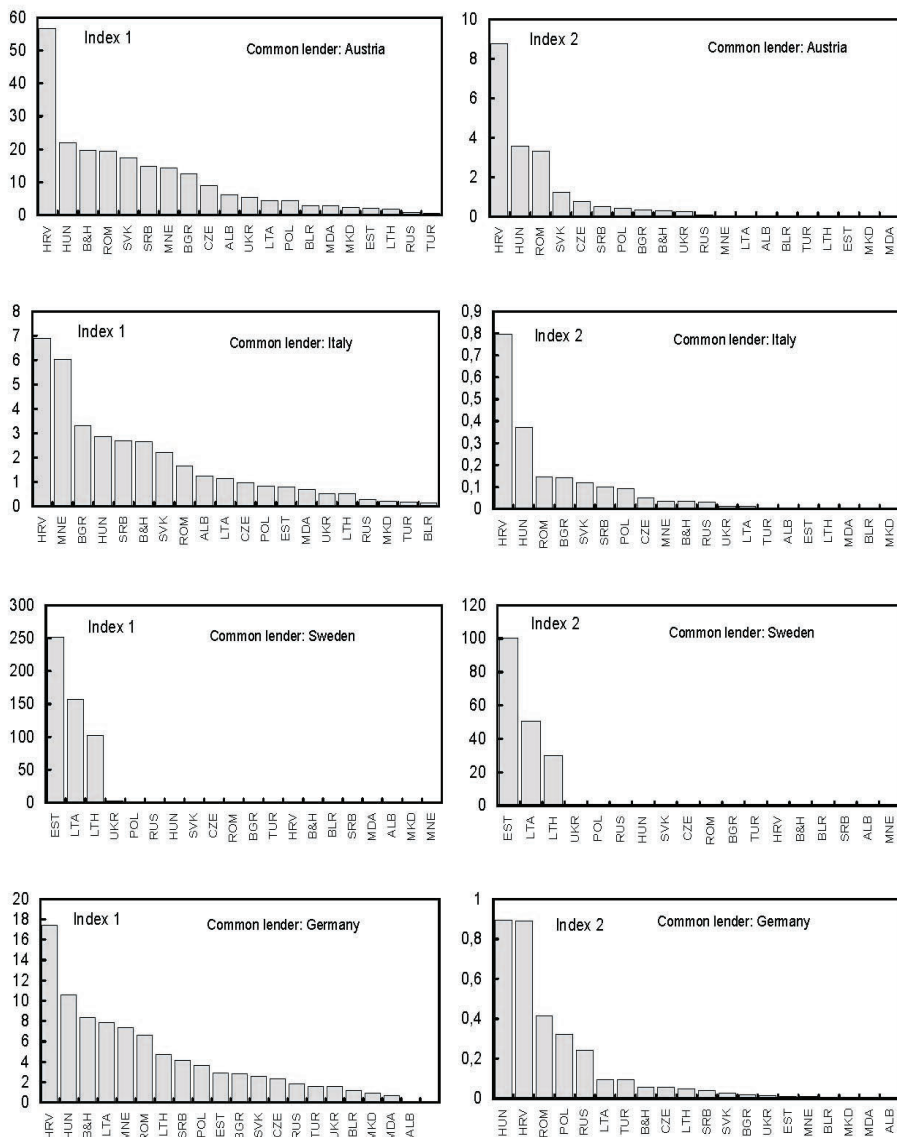 Index 1
Common lender: Austria
60
50
40
30
20
10
0
HRV HUN B&H ROM SVK SRB MNE BGR CZE ALB UKR LTA POL BLR MDA MKD EST LTH RUS TUR
Index 2
Common lender: Austria
10
8
6
4
2
0
HRV HUN ROM SVK CZE SRB POL BGR B&H UKR RUS MNE LTA ALB BLR TUR LTH EST MKD MDA
Index 1
Common lender: Italy
8
7
6
5
4
3
2
1
0
HRV MNE BGR HUN SRB B&H SVK ROM ALB LTA CZE POL EST MDA UKR LTH RUS MKD TUR BLR
Index 2
Common lender: Italy
0,9
0,8
0,7
0,6
0,5
0,4
0,3
0,2
0,1
0
HRV HUN ROM BGR SVK SRB POL CZE MNE B&H RUS UKR LTA TUR ALB EST LTH MDA BLR MKD
Index 1
Common lender: Sweden
300
250
200
150
100
50
0
EST LTA LTH UKR POL RUS HUN SVK CZE ROM BGR TUR HRV B&H BLR SRB MDA ALB MKD MNE
Index 2
Common lender: Sweden
120
100
80
60
40
20
0
EST LTA LTH UKR POL RUS HUN SVK CZE ROM BGR TUR HRV B&H BLR SRB ALB MNE
Index 1
Common lender: Germany
20
18
16
14
12
10
8
6
4
2
0
HRV HUN B&H LTA MNE ROM LTH SRB POL EST BGR SVK CZE RUS TUR UKR BLR MKD MDA ALB
Index 2
Common lender: Germany
1
0,8
0,6
0,4
0,2
0
HUN HRV ROM POL RUS LTA TUR B&H CZE LTH SRB SVK BGR UKR EST MNE BLR MKD MDA ALB